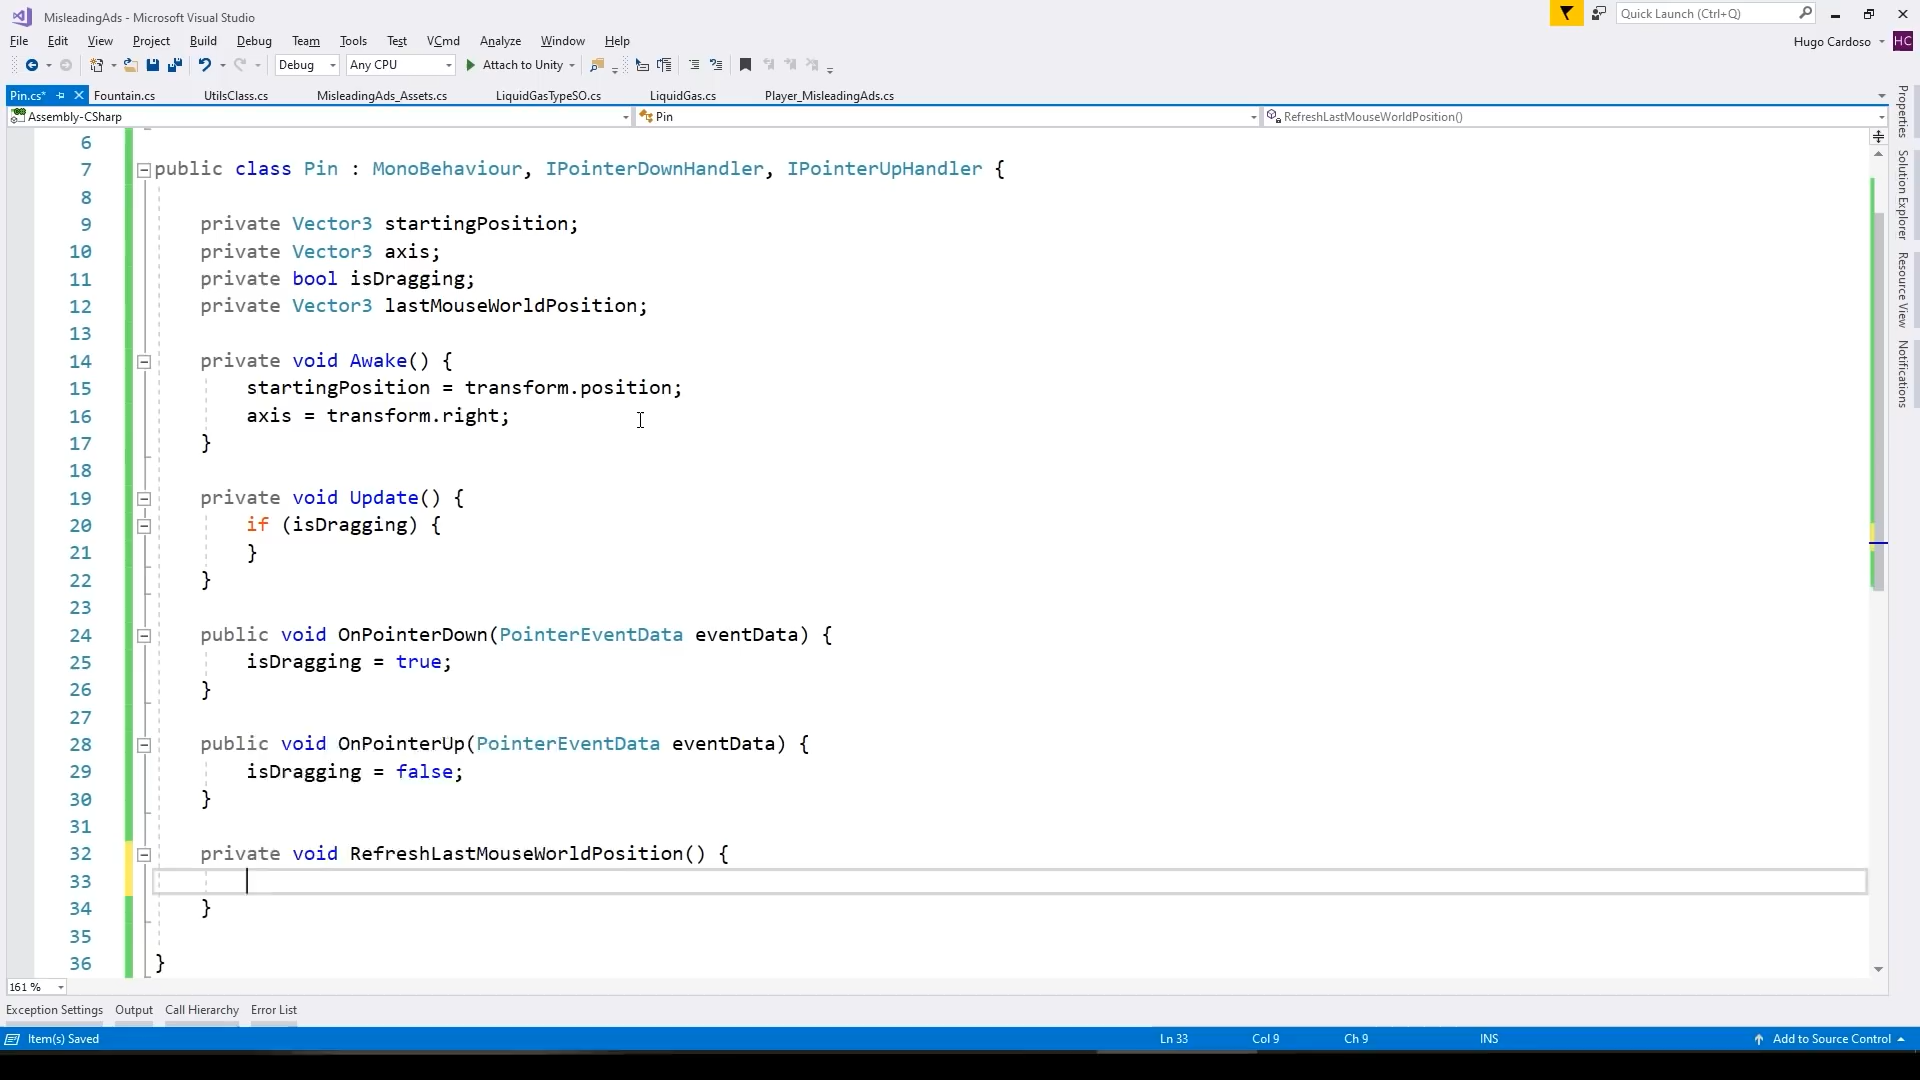 MisleadingAds - Microsoft Visual Studio
Quick Launch (Ctrl+Q)
File Edit View Project Build Debug Team Tools Test VCmd Analyze Window Help
Hugo Cardoso HC
Debug Any CPU Attach to Unity
Pin.cs* Fountain.cs UtilsClass.cs MisleadingAds_Assets.cs LiquidGasTypeSO.cs LiquidGas.cs Player_MisleadingAds.cs
Assembly-CSharp Pin RefreshLastMouseWorldPosition()
6
7 public class Pin : MonoBehaviour, IPointerDownHandler, IPointerUpHandler {
8
9 private Vector3 startingPosition;
10 private Vector3 axis;
11 private bool isDragging;
12 private Vector3 lastMouseWorldPosition;
13
14 private void Awake() {
15 startingPosition = transform.position;
16 axis = transform.right;
17 }
18
19 private void Update() {
20 if (isDragging) {
21 }
22 }
23
24 public void OnPointerDown(PointerEventData eventData) {
25 isDragging = true;
26 }
27
28 public void OnPointerUp(PointerEventData eventData) {
29 isDragging = false;
30 }
31
32 private void RefreshLastMouseWorldPosition() {
33
34 }
35
36 }
161 %
Exception Settings Output Call Hierarchy Error List
Item(s) Saved Ln 33 Col 9 Ch 9 INS Add to Source Control
Properties
Solution Explorer
Resource View
Notifications